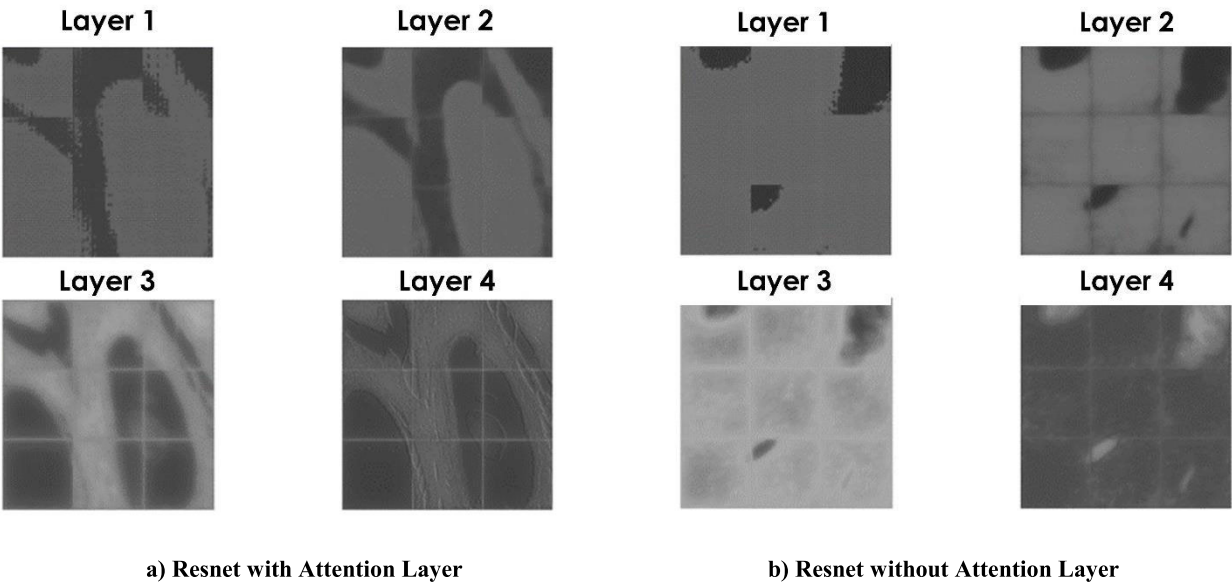 Layer 1
Layer 2
Layer 1
Layer 2
Layer 3
Layer 4
Layer 3
Layer 4
a) Resnet with Attention Layer
b) Resnet without Attention Layer